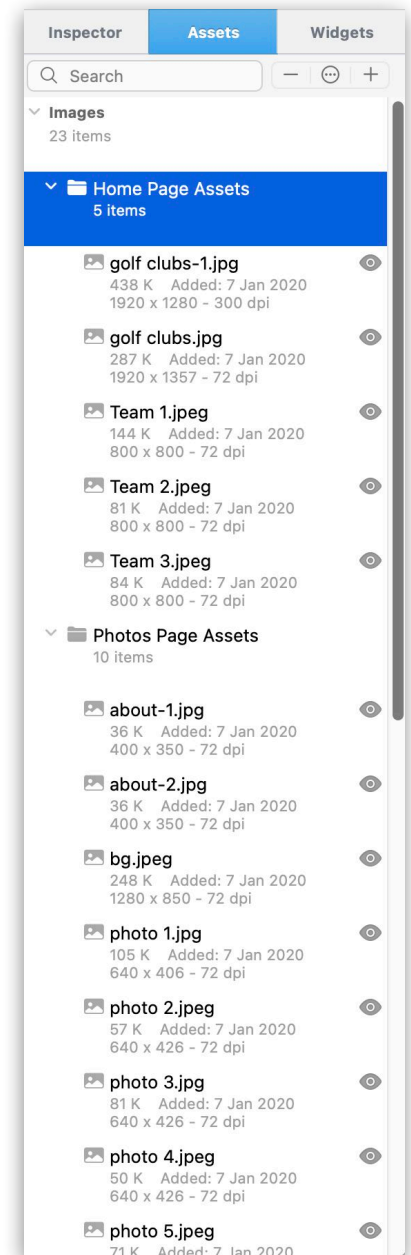 Inspector Assets Widgets
Search
Images
23 items
Home Page Assets
5 items
golf clubs-1.jpg
438 K Added: 7 Jan 2020
1920 x 1280 - 300 dpi
golf clubs.jpg
287 K Added: 7 Jan 2020
1920 x 1357 - 72 dpi
Team 1.jpeg
144 K Added: 7 Jan 2020
800 x 800 - 72 dpi
Team 2.jpeg
81 K Added: 7 Jan 2020
800 x 800 - 72 dpi
Team 3.jpeg
84 K Added: 7 Jan 2020
800 x 800 - 72 dpi
Photos Page Assets
10 items
about-1.jpg
36 K Added: 7 Jan 2020
400 x 350 - 72 dpi
about-2.jpg
36 K Added: 7 Jan 2020
400 x 350 - 72 dpi
bg.jpeg
248 K Added: 7 Jan 2020
1280 x 850 - 72 dpi
photo 1.jpg
105 K Added: 7 Jan 2020
640 x 406 - 72 dpi
photo 2.jpeg
57 K Added: 7 Jan 2020
640 x 426 - 72 dpi
photo 3.jpg
81 K Added: 7 Jan 2020
640 x 426 - 72 dpi
photo 4.jpeg
50 K Added: 7 Jan 2020
640 x 426 - 72 dpi
photo 5.jpeg
71 K Added: 7 Jan 2020